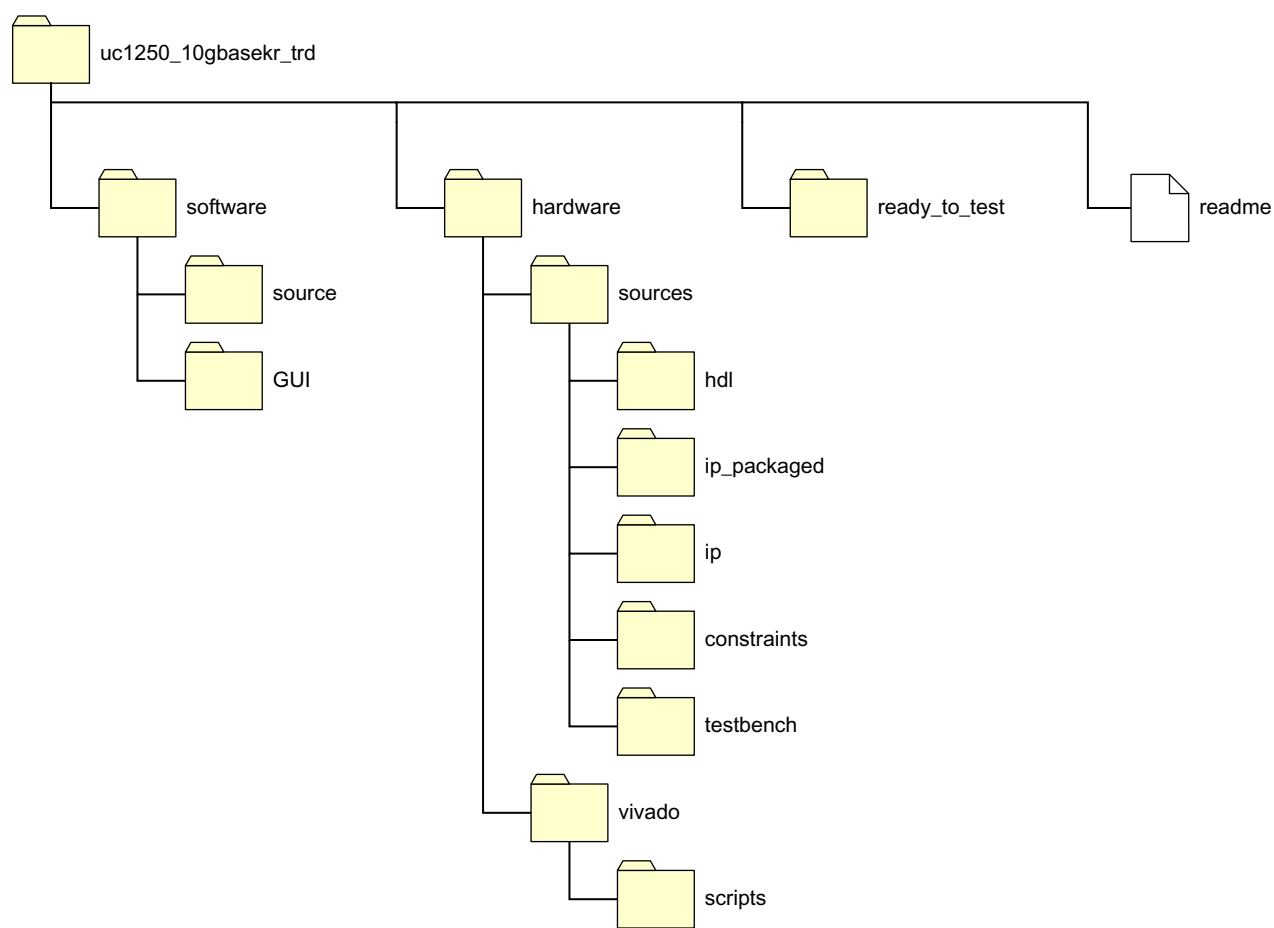 uc1250_10gbasekr_trd
software
hardware
ready_to_test
readme
source
sources
GUI
hdl
ip_packaged
ip
constraints
testbench
vivado
scripts